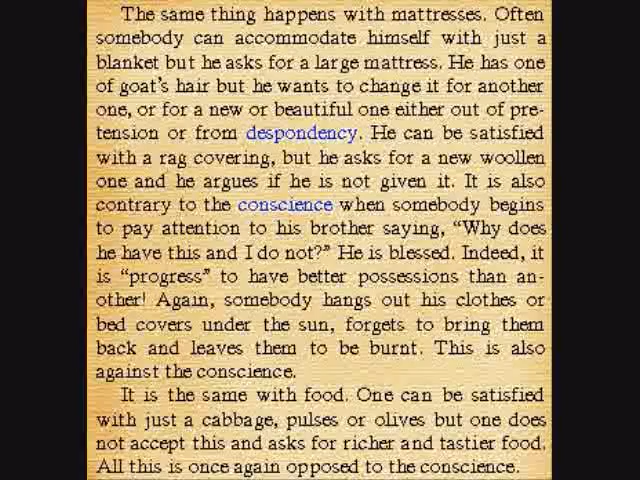 The same thing happens with mattresses. Often
somebody can accommodate himself with just a
blanket but he asks for a large mattress. He has one
of goat's hair but he wants to change it for another
one, or for a new or beautiful one either out of pre-
tension or from despondency. He can be satisfied
with a rag covering, but he asks for a new woollen
one and he argues if he is not given it. It is also
contrary to the conscience when somebody begins
to pay attention to his brother saying, “Why does
he have this and I do not?” He is blessed. Indeed, it
is “progress” to have better possessions than an-
other! Again, somebody hangs out his clothes or
bed covers under the sun, forgets to bring them
back and leaves them to be burnt. This is also
against the conscience.
It is the same with food. One can be satisfied
with just a cabbage, pulses or olives but one does
not accept this and asks for richer and tastier food.
All this is once again opposed to the conscience.